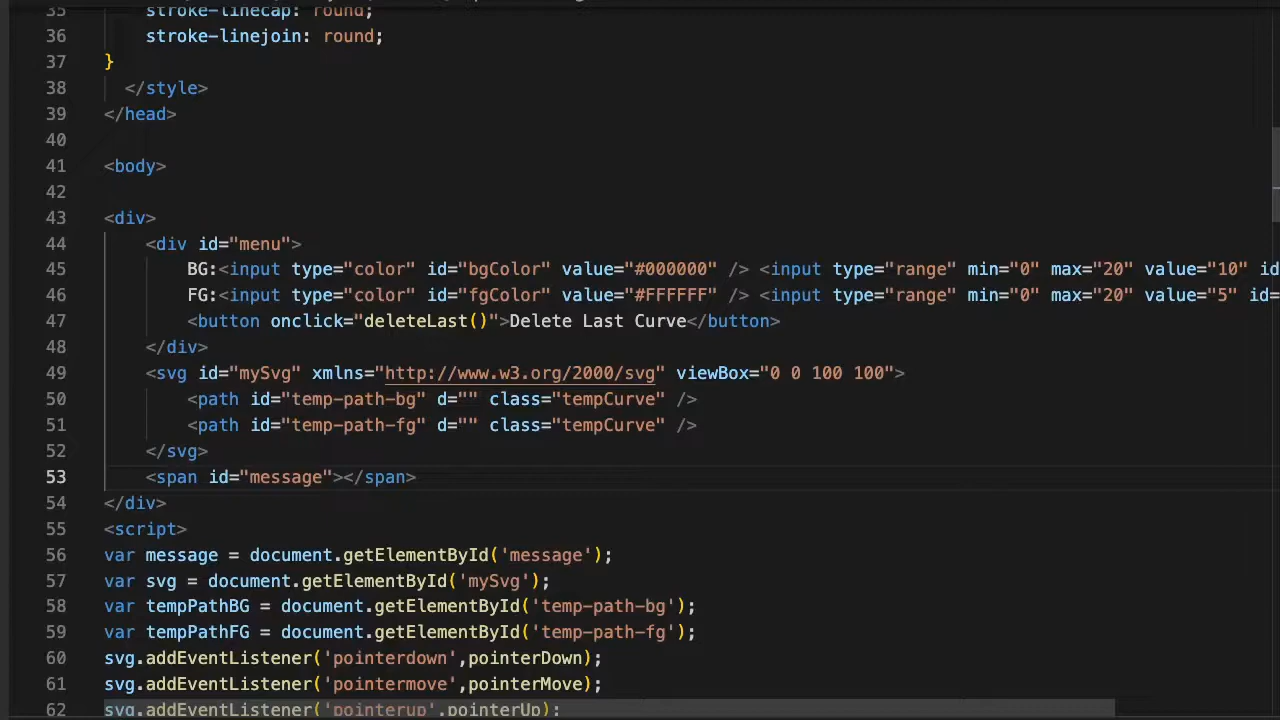 35 stroke-linecap: round;
36 stroke-linejoin: round;
37 }
38 </style>
39 </head>
40
41 <body>
42
43 <div>
44 <div id="menu">
45 BG:<input type="color" id="bgColor" value="#000000" /> <input type="range" min="0" max="20" value="10" id
46 FG:<input type="color" id="fgColor" value="#FFFFFF" /> <input type="range" min="0" max="20" value="5" id=
47 <button onclick="deleteLast()">Delete Last Curve</button>
48 </div>
49 <svg id="mySvg" xmlns="http://www.w3.org/2000/svg" viewBox="0 0 100 100">
50 <path id="temp-path-bg" d="" class="tempCurve" />
51 <path id="temp-path-fg" d="" class="tempCurve" />
52 </svg>
53 <span id="message"></span>
54 </div>
55 <script>
56 var message = document.getElementById('message');
57 var svg = document.getElementById('mySvg');
58 var tempPathBG = document.getElementById('temp-path-bg');
59 var tempPathFG = document.getElementById('temp-path-fg');
60 svg.addEventListener('pointerdown',pointerDown);
61 svg.addEventListener('pointermove',pointerMove);
62 svg.addEventListener('pointerup',pointerUp);